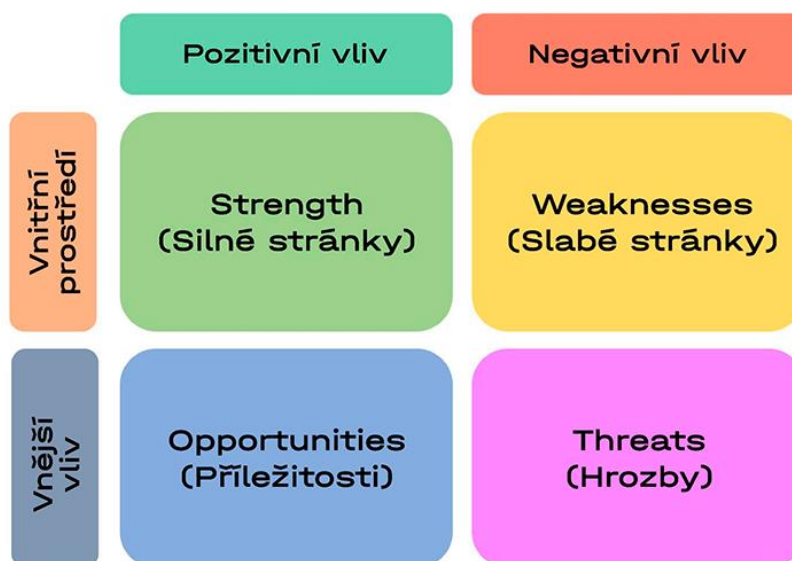 Pozitivní vliv
Negativní vliv
Vnitřní
prostředí
Strength
(Silné stránky)
Weaknesses
(Slabé stránky)
Vnější
vliv
Opportunities
(Příležitosti)
Threats
(Hrozby)